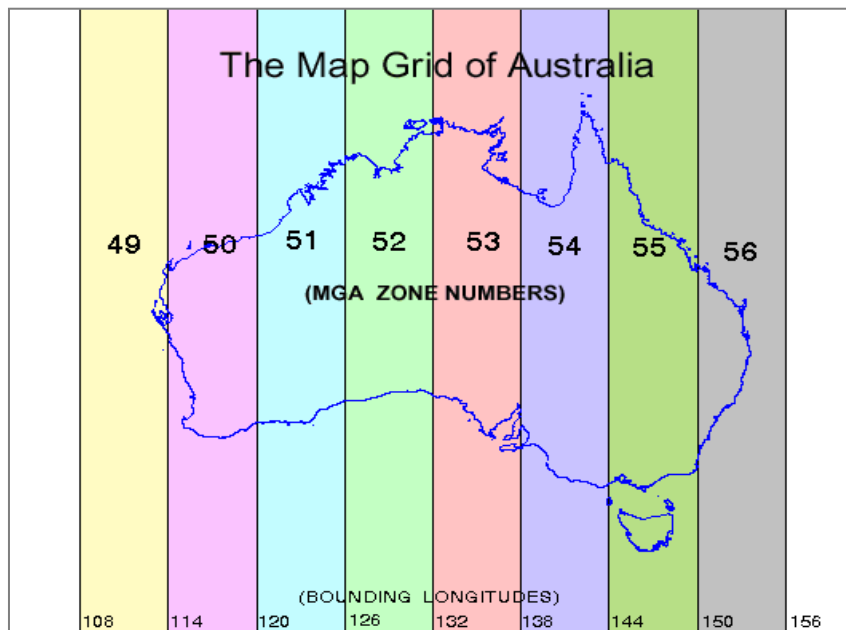 The Map Grid of Australia
49 50 51 52 53 54 55 56
(MGA ZONE NUMBERS)
(BOUNDING LONGITUDES)
108 114 120 126 132 138 144 150 156